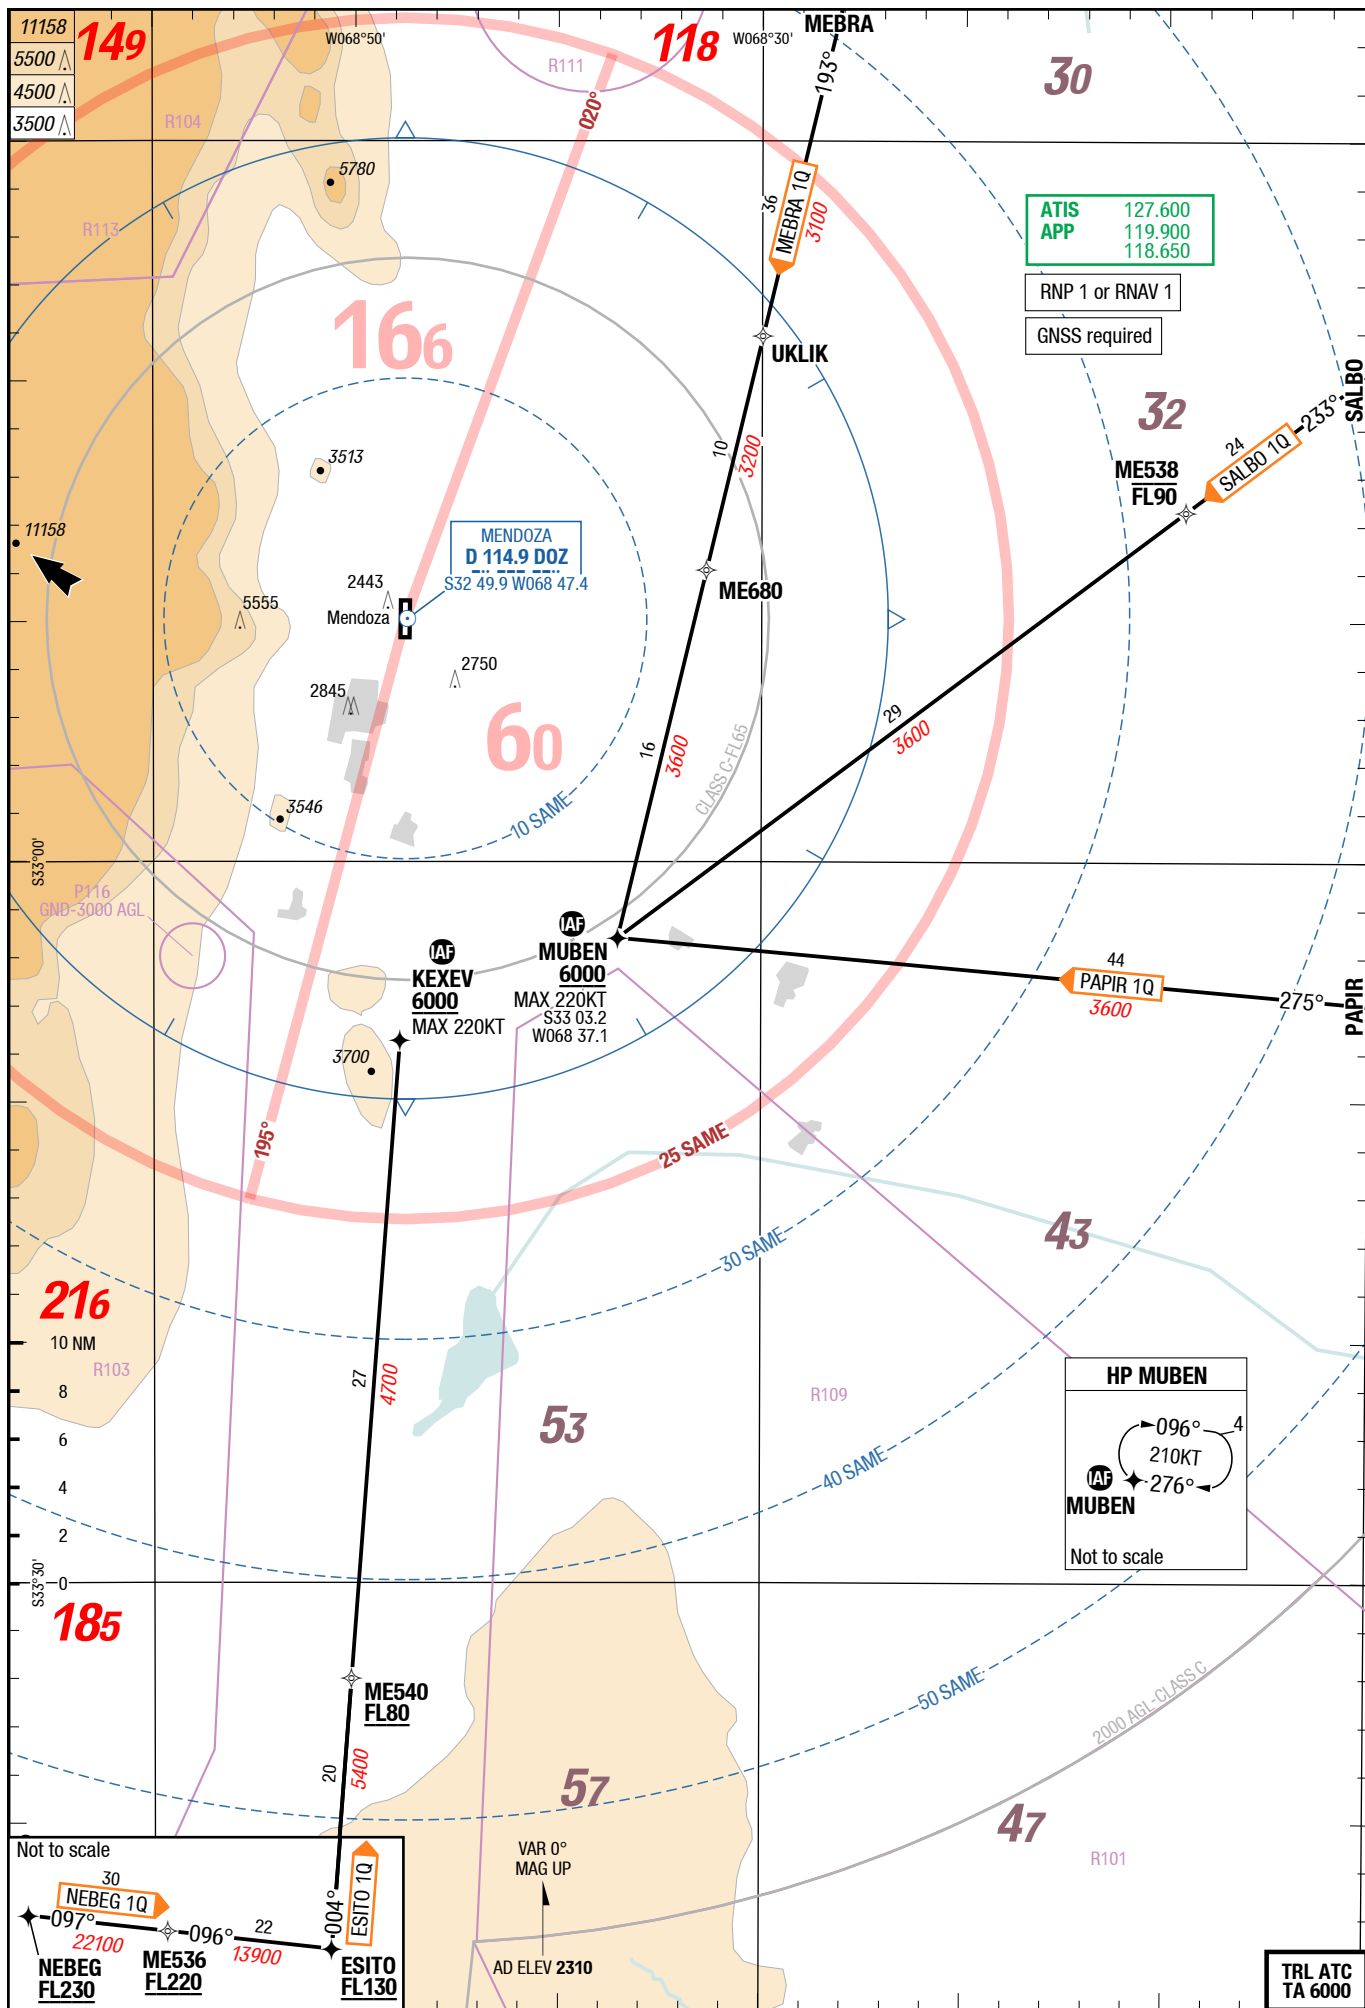 11158
5500
4500
3500
149
W068°50'
118
W068°30'
MEBRA
193°
30
R111
R104
020°
5780
R113
36
MEBRA 1Q
3100
ATIS 127.600
APP 119.900
118.650
RNP 1 or RNAV 1
GNSS required
166
UKLIK
32
SALBO
233°
24
SALBO 1Q
ME538
FL90
10
3200
3513
11158
MENDOZA
D 114.9 DOZ
S32 49.9 W068 47.4
2443
5555
Mendoza
ME680
2750
2845
60
16
3600
29
3600
CLASS C-FL65
3546
10 SAME
S33°00'
P116
GND-3000 AGL
IAF
KEXEV
6000
MAX 220KT
IAF
MUBEN
6000
MAX 220KT
S33 03.2
W068 37.1
44
PAPIR 1Q
3600
275°
PAPIR
3700
195°
25 SAME
30 SAME
43
216
10 NM
R103
8
6
4
2
0
S33°30'
27
4700
53
R109
40 SAME
HP MUBEN
096°
4
210KT
276°
IAF
MUBEN
Not to scale
185
ME540
FL80
50 SAME
2000 AGL-CLASS C
20
5400
57
47
R101
Not to scale
30
NEBEG 1Q
097°
22100
NEBEG
FL230
ME536
FL220
096°
22
13900
004°
ESITO 1Q
ESITO
FL130
VAR 0°
MAG UP
AD ELEV 2310
TRL ATC
TA 6000